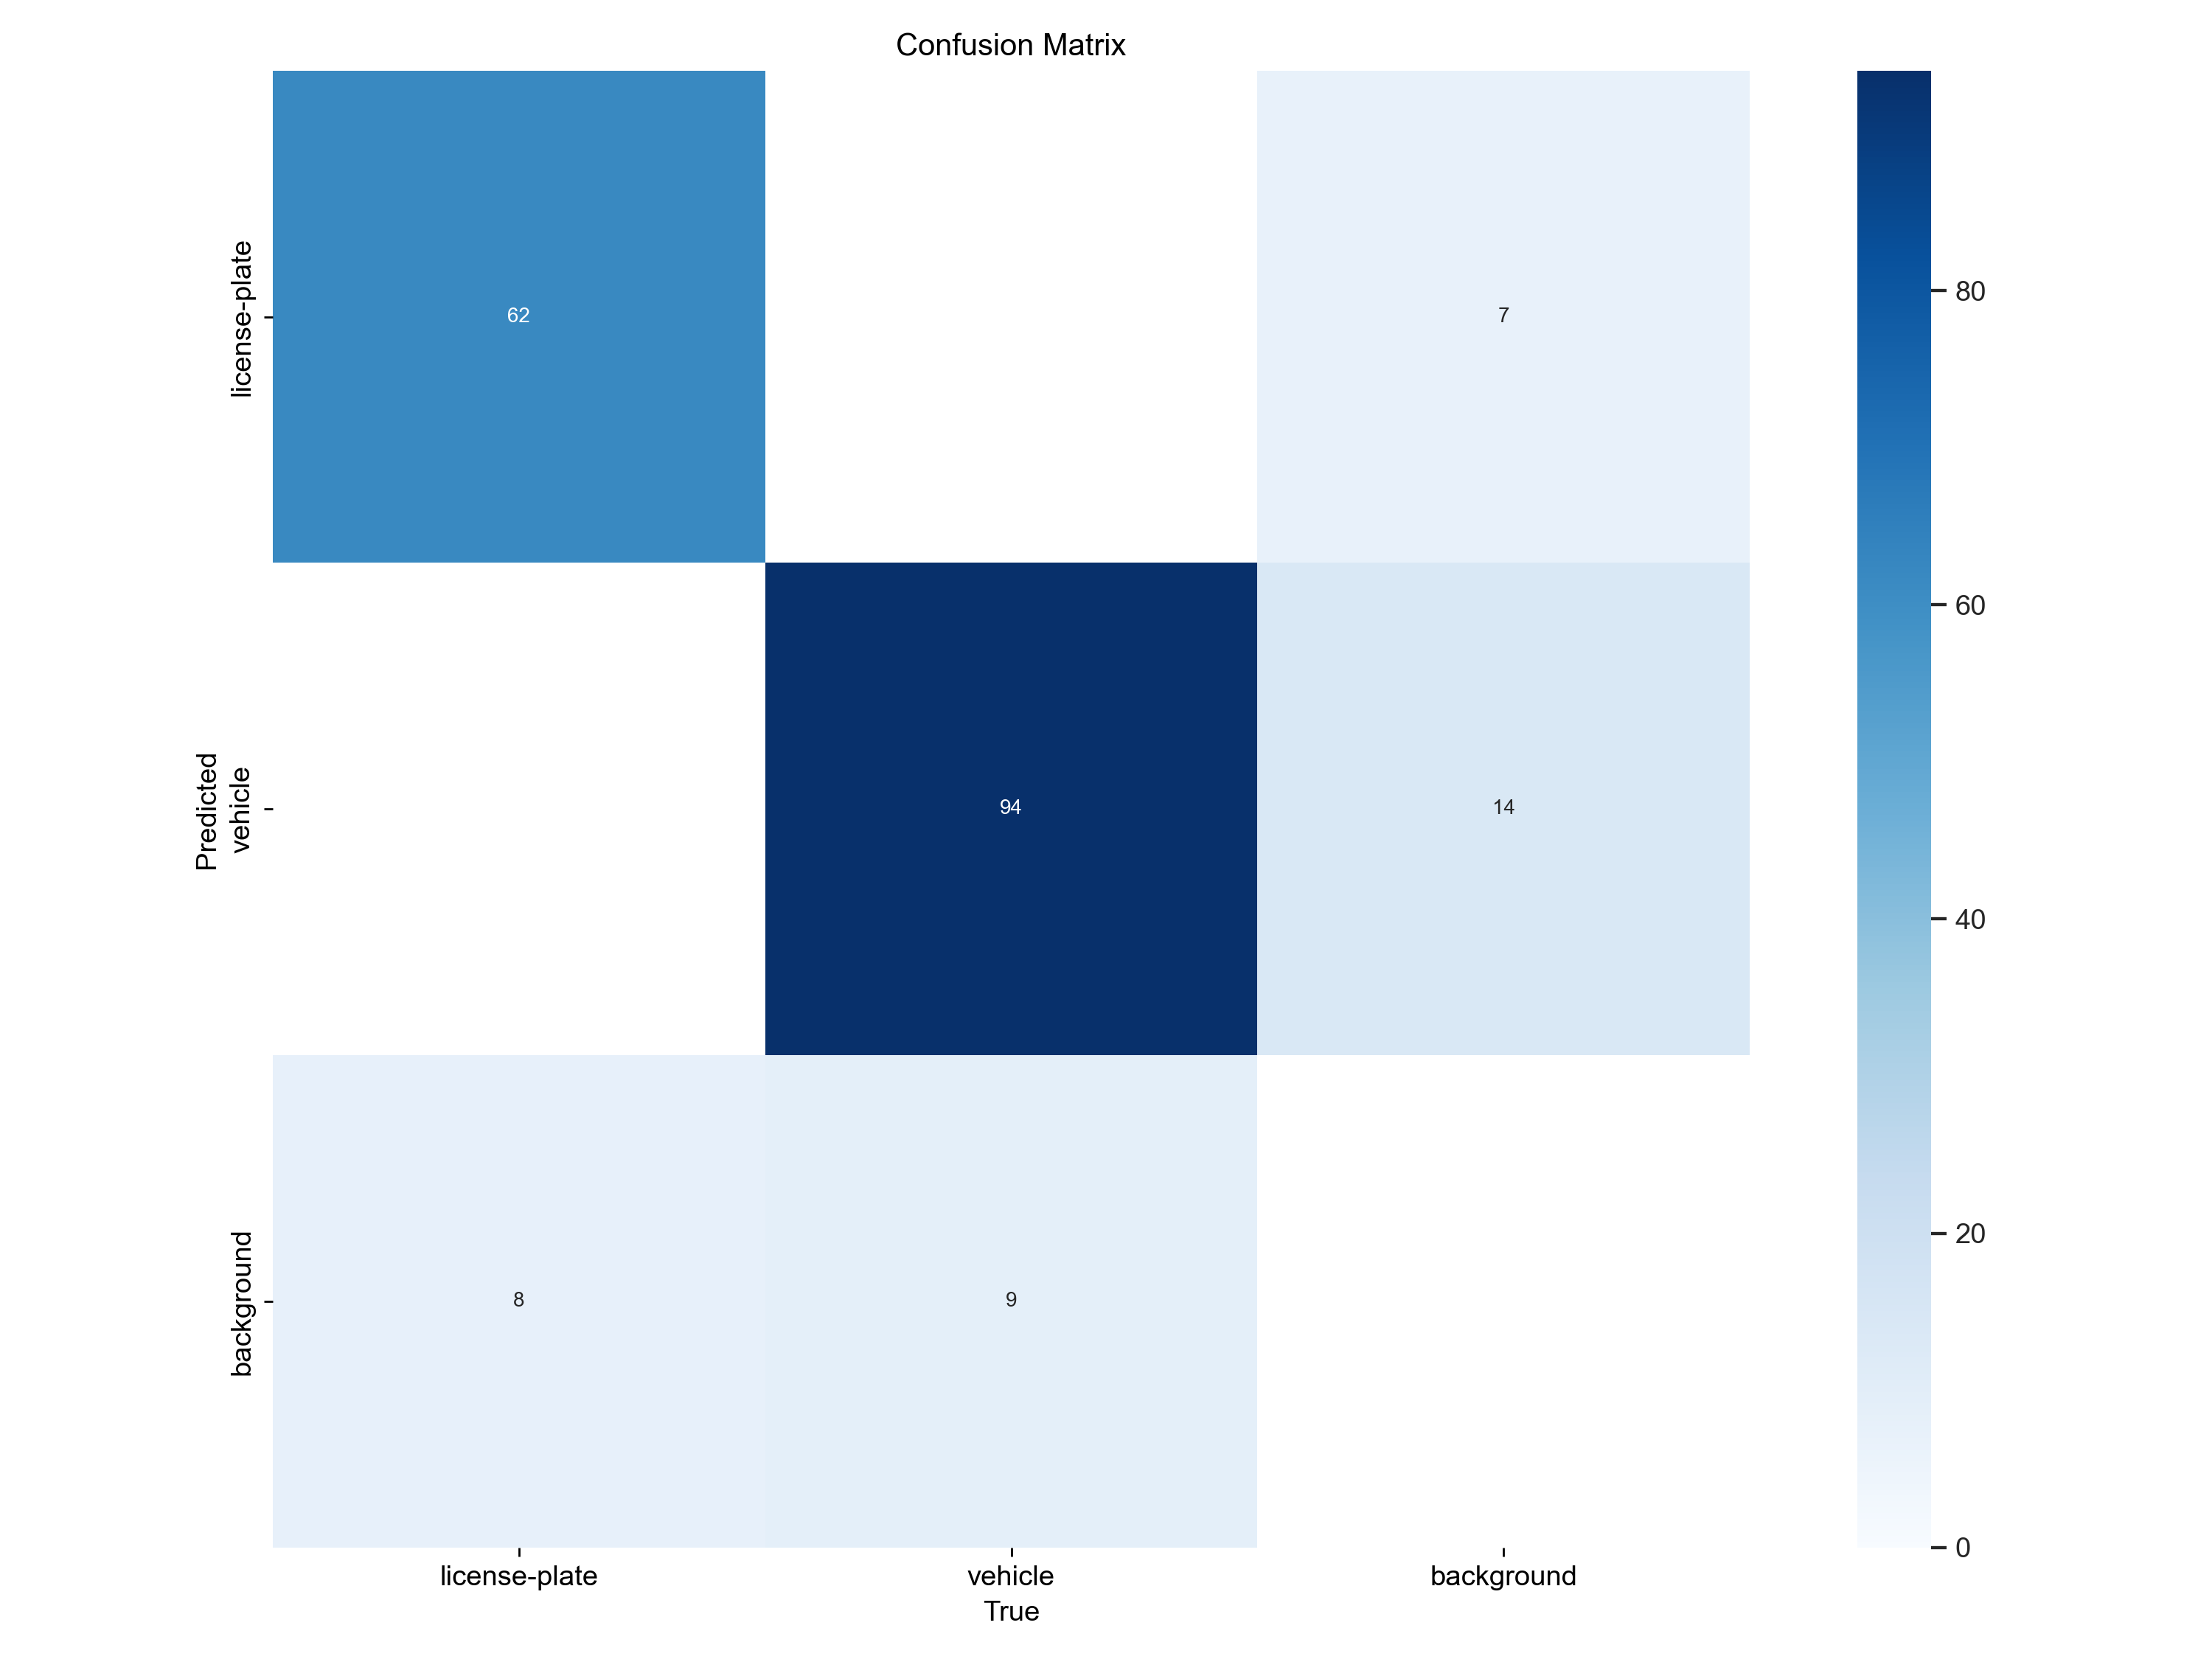 Confusion Matrix
license-plate
62
7
80
60
Predicted
vehicle
94
14
40
20
background
8
9
0
license-plate
vehicle
background
True